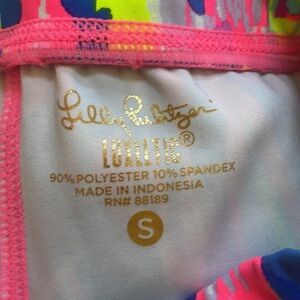 Lilly Pulitzer
LUXLETIC®
90% POLYESTER 10% SPANDEX
MADE IN INDONESIA
RN# 88189
S